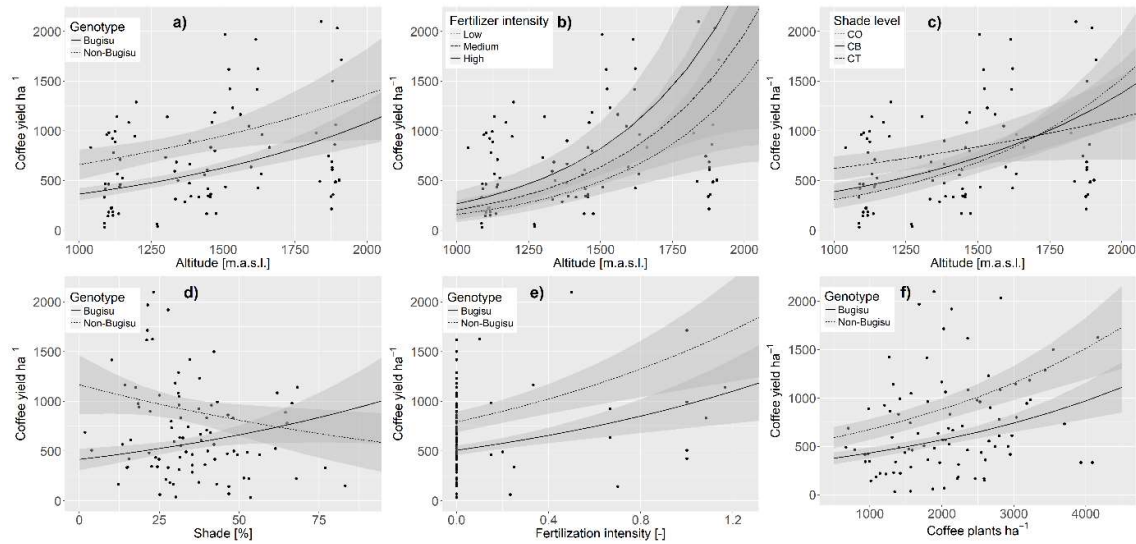 a)
Genotype
Bugisu
Non-Bugisu
Coffee yield ha⁻¹
2000
1500
1000
500
0
1000
1250
1500
1750
2000
Altitude [m.a.s.l.]
b)
Fertilizer intensity
Low
Medium
High
Coffee yield ha⁻¹
2000
1500
1000
500
0
1000
1250
1500
1750
2000
Altitude [m.a.s.l.]
c)
Shade level
CO
CB
CT
Coffee yield ha⁻¹
2000
1500
1000
500
0
1000
1250
1500
1750
2000
Altitude [m.a.s.l.]
d)
Genotype
Bugisu
Non-Bugisu
Coffee yield ha⁻¹
2000
1500
1000
500
0
0
25
50
75
Shade [%]
e)
Genotype
Bugisu
Non-Bugisu
Coffee yield ha⁻¹
2000
1500
1000
500
0
0.0
0.4
0.8
1.2
Fertilization intensity [-]
f)
Genotype
Bugisu
Non-Bugisu
Coffee yield ha⁻¹
2000
1500
1000
500
0
1000
2000
3000
4000
Coffee plants ha⁻¹